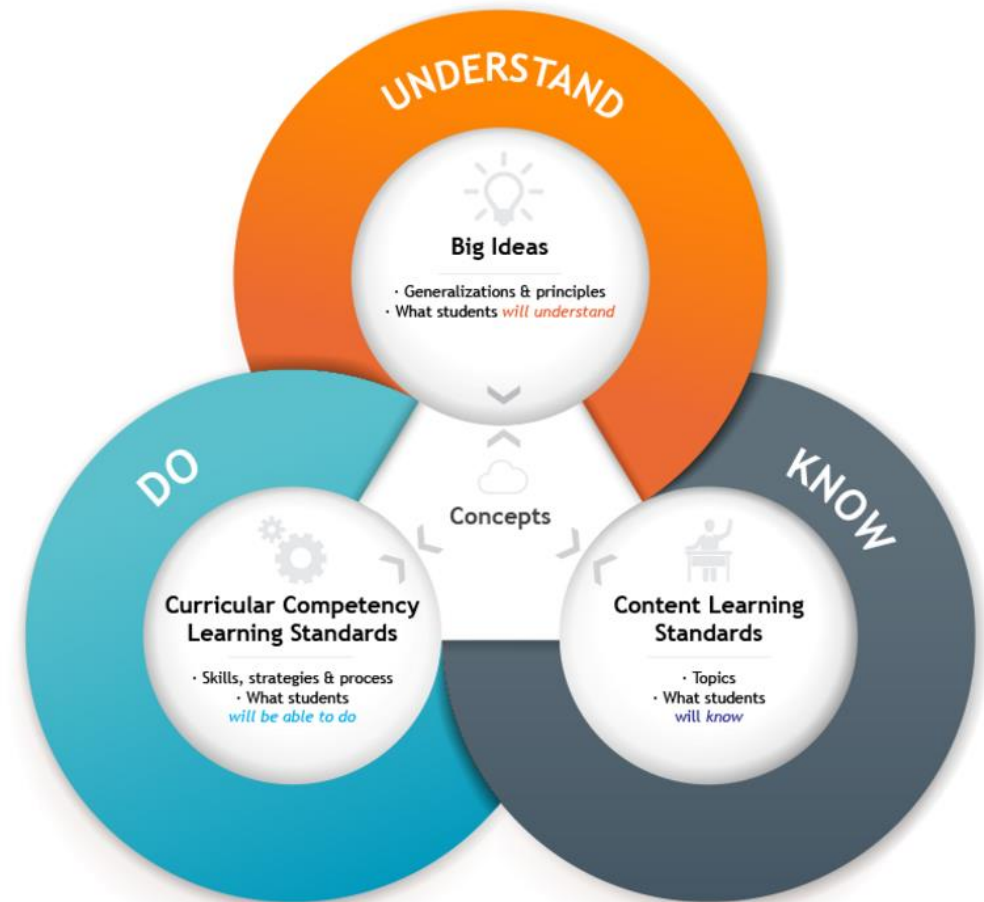 UNDERSTAND
Big Ideas
· Generalizations & principles
· What students will understand
DO
KNOW
Concepts
Curricular Competency
Learning Standards
· Skills, strategies & process
· What students
will be able to do
Content Learning
Standards
· Topics
· What students
will know